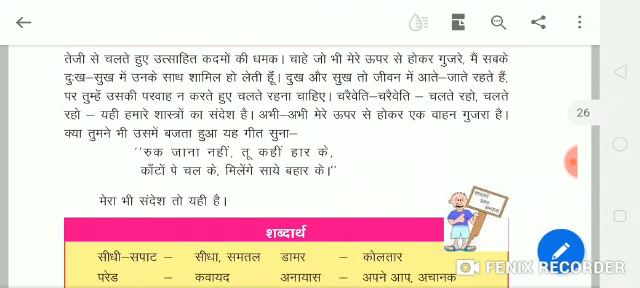 तेजी से चलते हुए उत्साहित कदमों की धमक। चाहे जो भी मेरे ऊपर से होकर गुजरे, मैं सबके
दुःख-सुख में उनके साथ शामिल हो लेती हूँ। दुख और सुख तो जीवन में आते-जाते रहते हैं,
पर तुम्हें उसकी परवाह न करते हुए चलते रहना चाहिए। चरैवेति-चरैवेति - चलते रहो, चलते
रहो - यही हमारे शास्त्रों का संदेश है। अभी-अभी मेरे ऊपर से होकर एक वाहन गुजरा है।
क्या तुमने भी उसमें बजता हुआ यह गीत सुना-
"रुक जाना नहीं, तू कहीं हार के,
काँटों पे चल के, मिलेंगे साये बहार के।"
मेरा भी संदेश तो यही है।
शब्दार्थ
सीधी-सपाट - सीधा, समतल डामर - कोलतार
परेड - कवायद अनायास - अपने आप, अचानक
26
FENIX RECORDER